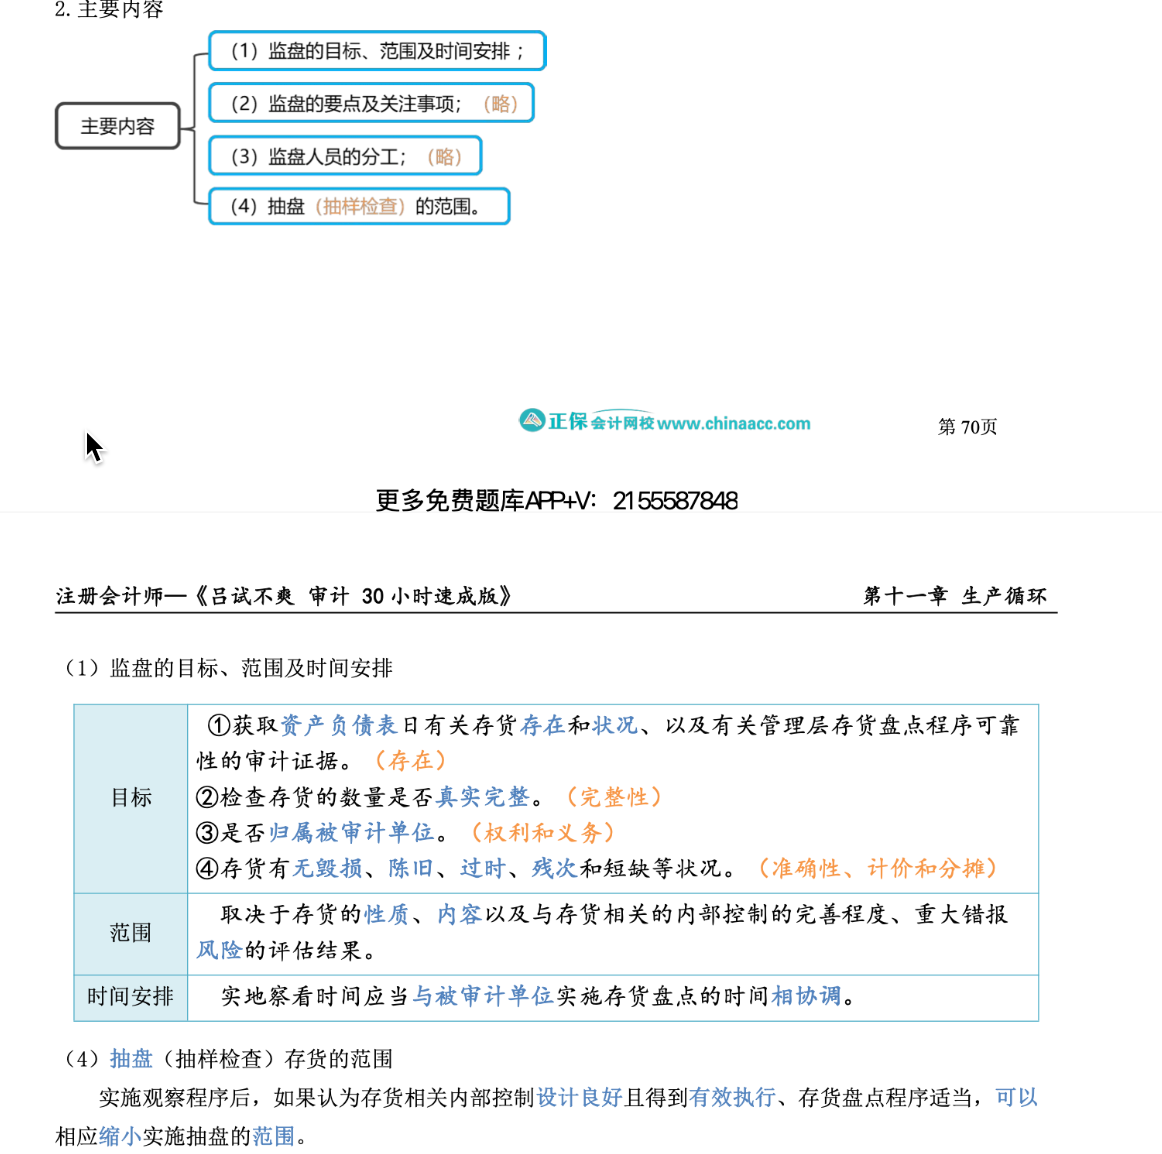 2. 主要内容
主要内容
（1）监盘的目标、范围及时间安排；
（2）监盘的要点及关注事项；（略）
（3）监盘人员的分工；（略）
（4）抽盘（抽样检查）的范围。
正保会计网校 www.chinaacc.com
第 70页
更多免费题库APP+V：2155587848
注册会计师—《吕试不爽 审计 30 小时速成版》 第十一章 生产循环
（1）监盘的目标、范围及时间安排
目标
①获取资产负债表日有关存货存在和状况、以及有关管理层存货盘点程序可靠
性的审计证据。（存在）
②检查存货的数量是否真实完整。（完整性）
③是否归属被审计单位。（权利和义务）
④存货有无毁损、陈旧、过时、残次和短缺等状况。（准确性、计价和分摊）
范围
取决于存货的性质、内容以及与存货相关的内部控制的完善程度、重大错报
风险的评估结果。
时间安排
实地察看时间应当与被审计单位实施存货盘点的时间相协调。
（4）抽盘（抽样检查）存货的范围
实施观察程序后，如果认为存货相关内部控制设计良好且得到有效执行、存货盘点程序适当，可以
相应缩小实施抽盘的范围。